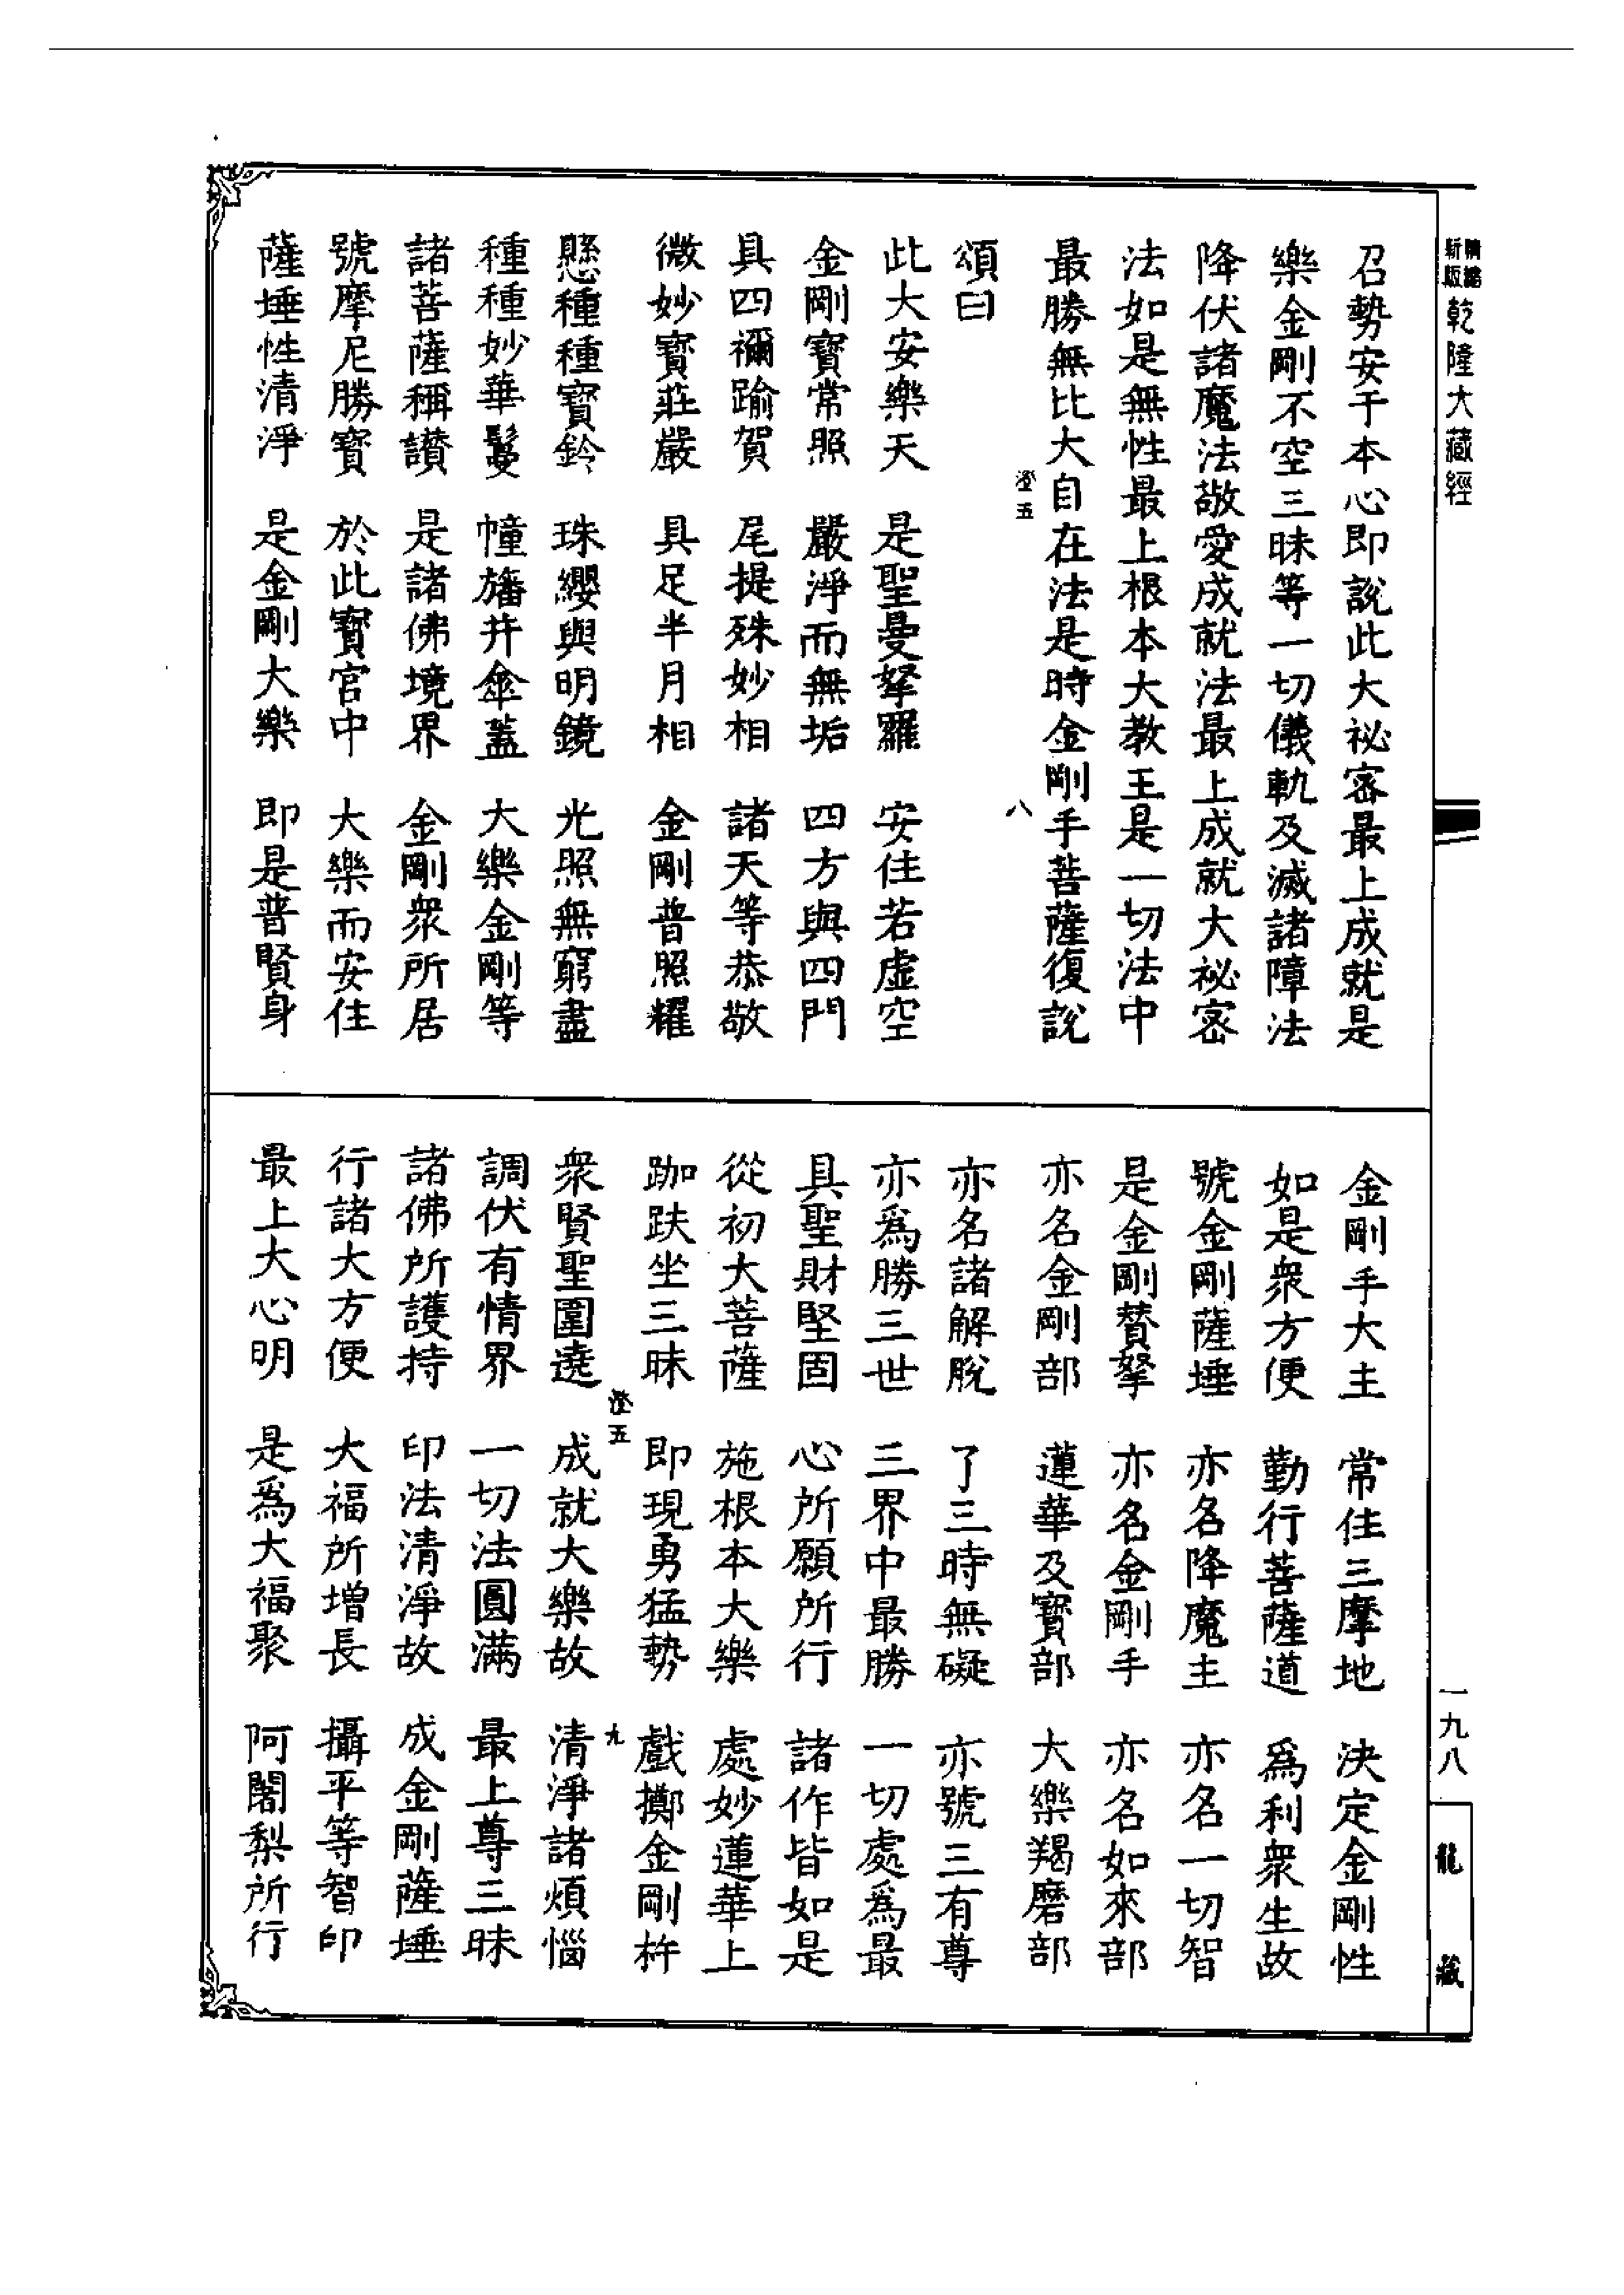 精縮新版乾隆大藏經
召勢安于本心即說此大祕密最上成就是
樂金剛不空三昧等一切儀軌及滅諸障法
降伏諸魔法敬愛成就法最上成就大祕密
法如是無性最上根本大教王是一切法中
最勝無比大自在法是時金剛手菩薩復說
澄五 八
頌曰
此大安樂天 是聖曼拏羅 安住若虛空
金剛寶常照 嚴淨而無垢 四方與四門
具四襧踰賀 尾提殊妙相 諸天等恭敬
微妙寶莊嚴 具足半月相 金剛普照耀
懸種種寶鈴 珠纓與明鏡 光照無窮盡
種種妙華鬘 幢旛幷傘蓋 大樂金剛等
諸菩薩稱讚 是諸佛境界 金剛衆所居
號摩尼勝寶 於此寶宮中 大樂而安住
薩埵性清淨 是金剛大樂 即是普賢身
金剛手大主 常住三摩地 決定金剛性
如是衆方便 勤行菩薩道 爲利衆生故
號金剛薩埵 亦名降魔主 亦名一切智
是金剛贊拏 亦名金剛手 亦名如來部
亦名金剛部 蓮華及寶部 大樂羯磨部
亦名諸解脫 了三時無礙 亦號三有尊
亦爲勝三世 三界中最勝 一切處爲最
具聖財堅固 心所願所行 諸作皆如是
從初大菩薩 施根本大樂 處妙蓮華上
跏趺坐三昧 即現勇猛勢 戲擲金剛杵
澄五 九
衆賢聖圍遶 成就大樂故 清淨諸煩惱
調伏有情界 一切法圓滿 最上尊三昧
諸佛所護持 印法清淨故 成金剛薩埵
行諸大方便 大福所增長 攝平等智印
最上大心明 是爲大福聚 阿闍梨所行
一九八
龍藏